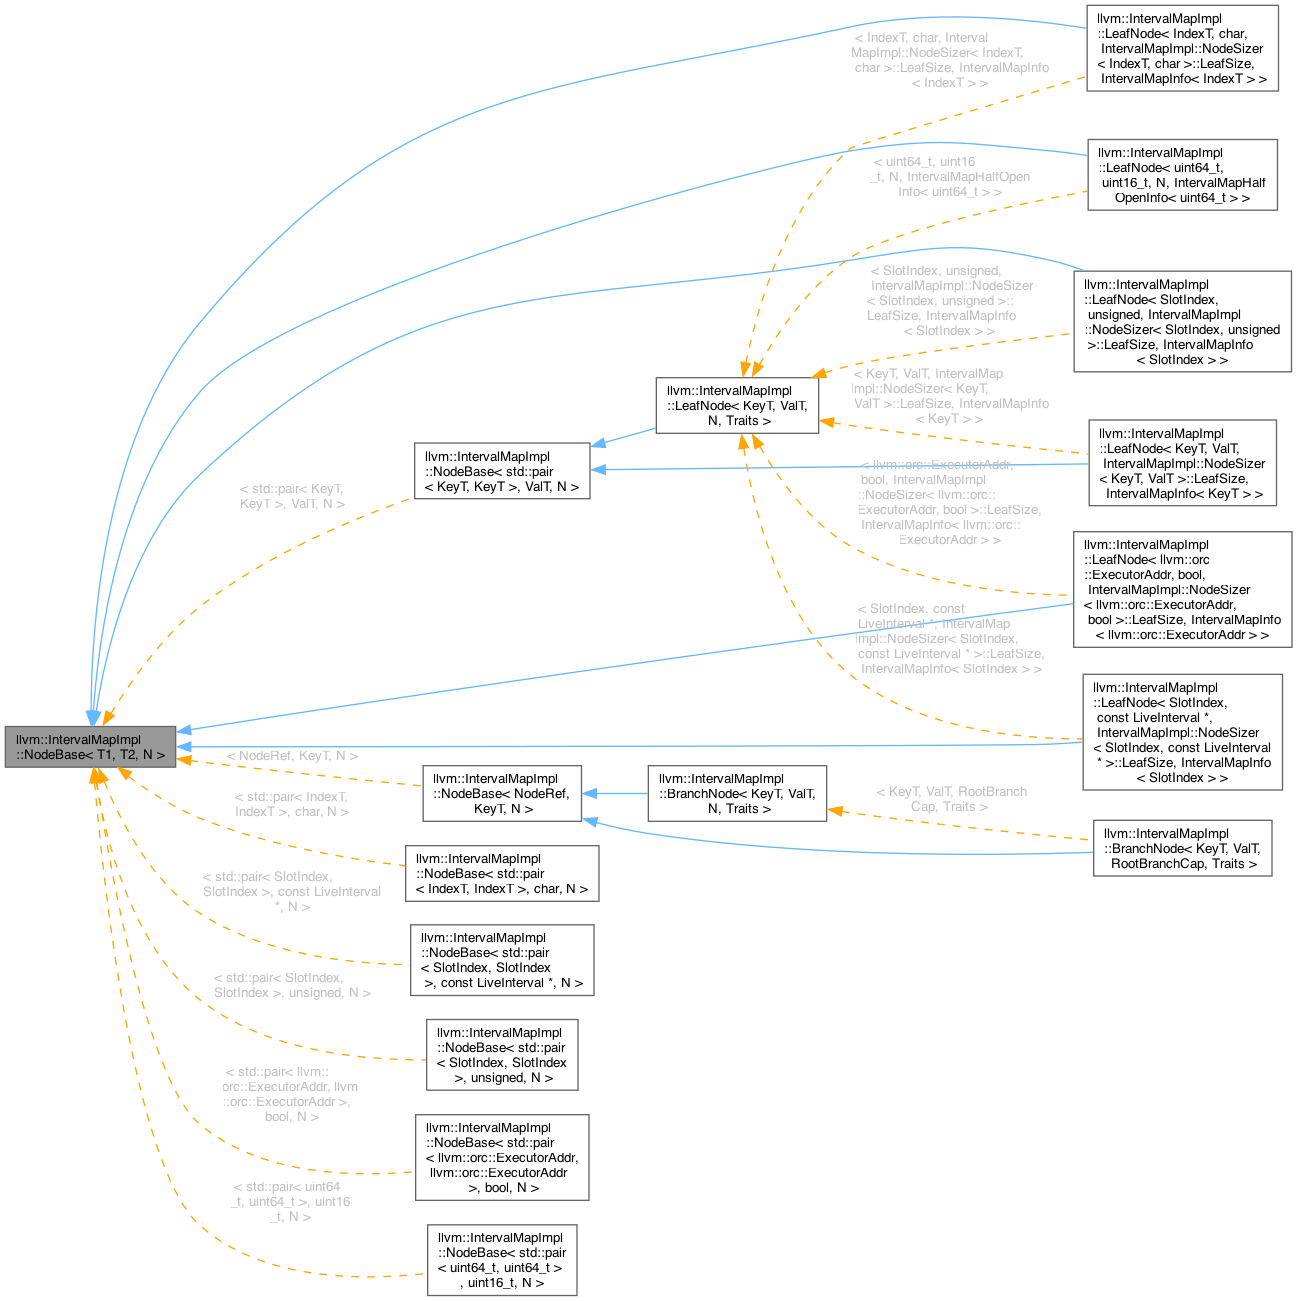 llvm::IntervalMapImpl
::LeafNode< IndexT, char,
IntervalMapImpl::NodeSizer
< IndexT, char >::LeafSize,
IntervalMapInfo< IndexT > >
< IndexT, char, Interval
MapImpl::NodeSizer< IndexT,
char >::LeafSize, IntervalMapInfo
< IndexT > >
llvm::IntervalMapImpl
::LeafNode< uint64_t,
uint16_t, N, IntervalMapHalf
OpenInfo< uint64_t > >
< uint64_t, uint16
_t, N, IntervalMapHalfOpen
Info< uint64_t > >
llvm::IntervalMapImpl
::LeafNode< SlotIndex,
unsigned, IntervalMapImpl
::NodeSizer< SlotIndex, unsigned
>::LeafSize, IntervalMapInfo
< SlotIndex > >
< SlotIndex, unsigned,
IntervalMapImpl::NodeSizer
< SlotIndex, unsigned >::
LeafSize, IntervalMapInfo
< SlotIndex > >
llvm::IntervalMapImpl
::LeafNode< KeyT, ValT,
N, Traits >
< KeyT, ValT, IntervalMap
Impl::NodeSizer< KeyT,
ValT >::LeafSize, IntervalMapInfo
< KeyT > >
llvm::IntervalMapImpl
::LeafNode< KeyT, ValT,
IntervalMapImpl::NodeSizer
< KeyT, ValT >::LeafSize,
IntervalMapInfo< KeyT > >
llvm::IntervalMapImpl
::NodeBase< std::pair
< KeyT, KeyT >, ValT, N >
< std::pair< KeyT,
KeyT >, ValT, N >
< llvm::orc::ExecutorAddr,
bool, IntervalMapImpl
::NodeSizer< llvm::orc::
ExecutorAddr, bool >::LeafSize,
IntervalMapInfo< llvm::orc::
ExecutorAddr > >
llvm::IntervalMapImpl
::LeafNode< llvm::orc
::ExecutorAddr, bool,
IntervalMapImpl::NodeSizer
< llvm::orc::ExecutorAddr,
bool >::LeafSize, IntervalMapInfo
< llvm::orc::ExecutorAddr > >
< SlotIndex, const
LiveInterval *, IntervalMap
Impl::NodeSizer< SlotIndex,
const LiveInterval * >::LeafSize,
IntervalMapInfo< SlotIndex > >
llvm::IntervalMapImpl
::LeafNode< SlotIndex,
const LiveInterval *,
IntervalMapImpl::NodeSizer
< SlotIndex, const LiveInterval
* >::LeafSize, IntervalMapInfo
< SlotIndex > >
llvm::IntervalMapImpl
::NodeBase< T1, T2, N >
< NodeRef, KeyT, N >
llvm::IntervalMapImpl
::NodeBase< NodeRef,
KeyT, N >
llvm::IntervalMapImpl
::BranchNode< KeyT, ValT,
N, Traits >
< KeyT, ValT, RootBranch
Cap, Traits >
llvm::IntervalMapImpl
::BranchNode< KeyT, ValT,
RootBranchCap, Traits >
< std::pair< IndexT,
IndexT >, char, N >
llvm::IntervalMapImpl
::NodeBase< std::pair
< IndexT, IndexT >, char, N >
< std::pair< SlotIndex,
SlotIndex >, const LiveInterval
*, N >
llvm::IntervalMapImpl
::NodeBase< std::pair
< SlotIndex, SlotIndex
>, const LiveInterval *, N >
< std::pair< SlotIndex,
SlotIndex >, unsigned, N >
llvm::IntervalMapImpl
::NodeBase< std::pair
< SlotIndex, SlotIndex
>, unsigned, N >
< std::pair< llvm::
orc::ExecutorAddr, llvm
::orc::ExecutorAddr >,
bool, N >
llvm::IntervalMapImpl
::NodeBase< std::pair
< llvm::orc::ExecutorAddr,
llvm::orc::ExecutorAddr
>, bool, N >
< std::pair< uint64
_t, uint64_t >, uint16
_t, N >
llvm::IntervalMapImpl
::NodeBase< std::pair
< uint64_t, uint64_t >
, uint16_t, N >